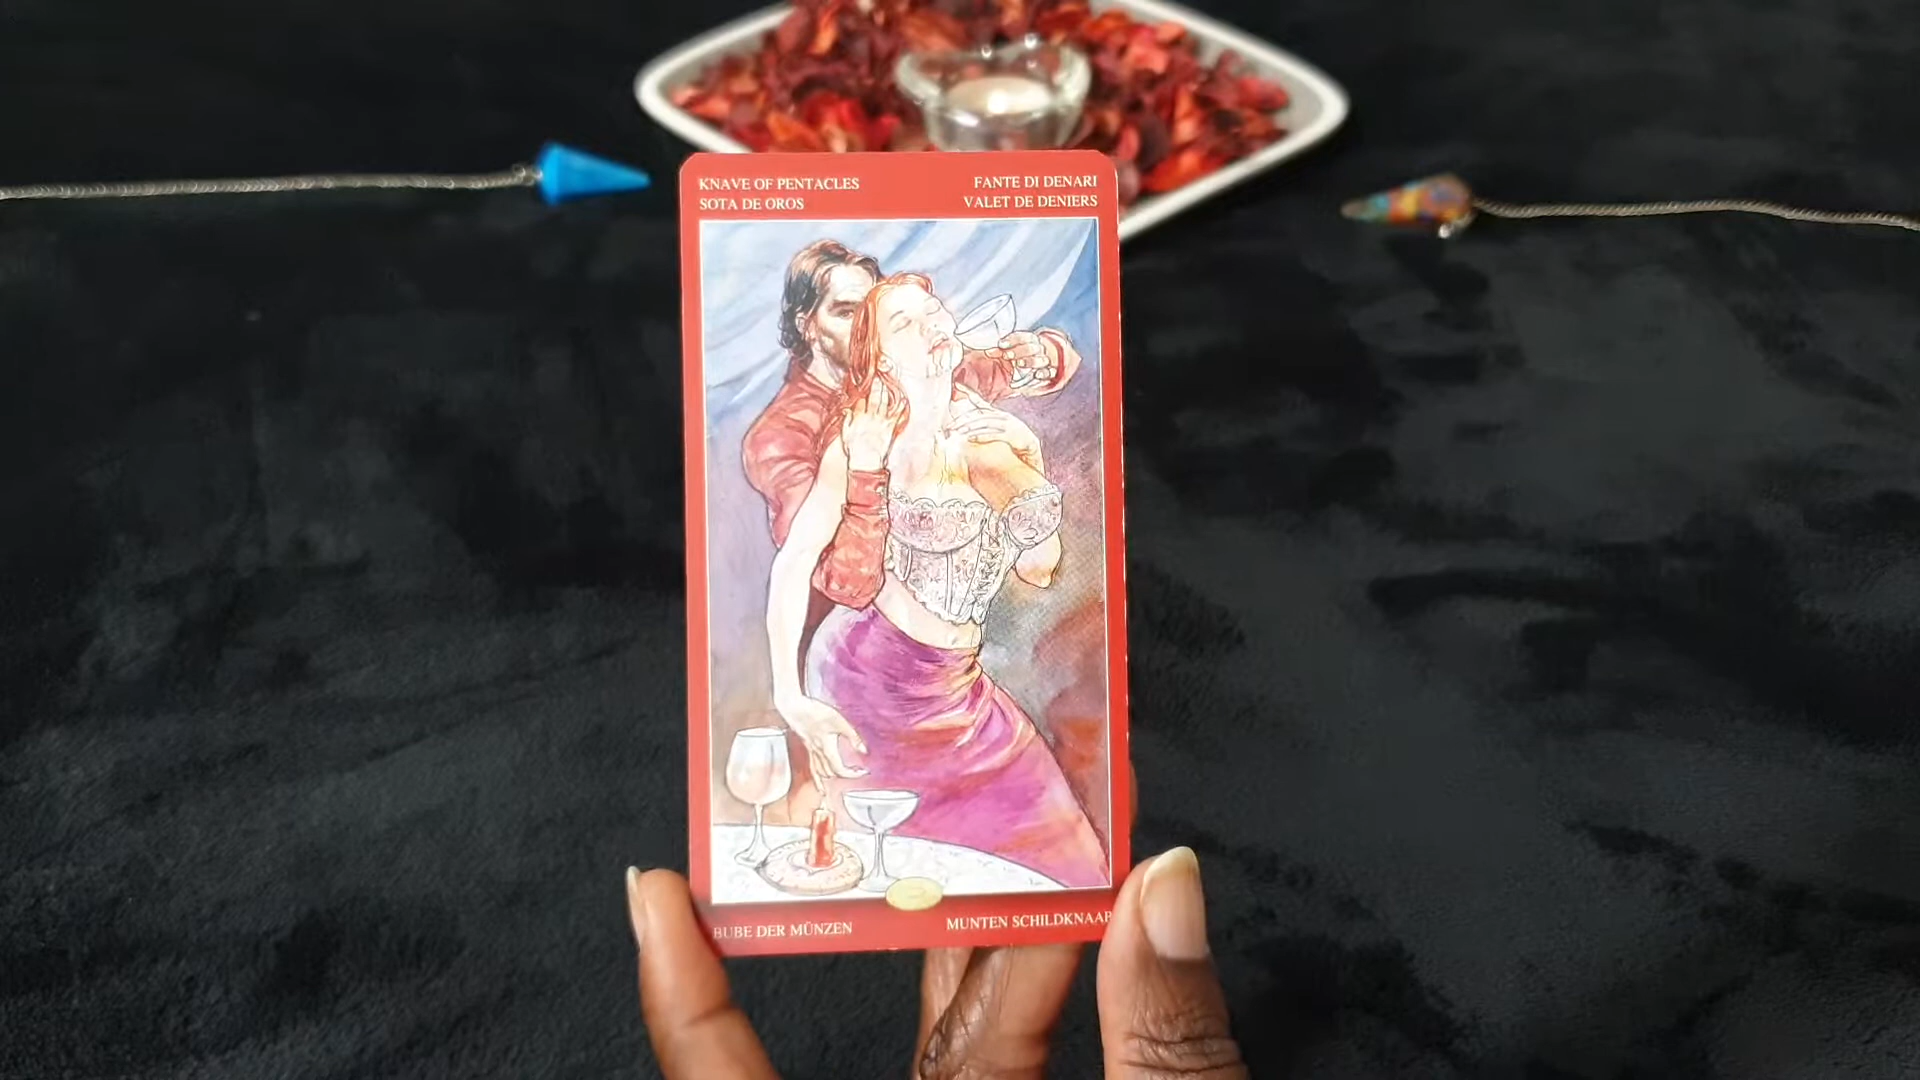 KNAVE OF PENTACLES
SOTA DE OROS
FANTE DI DENARI
VALET DE DENIERS
BUBE DER MÜNZEN
MUNTEN SCHILDKNAAP